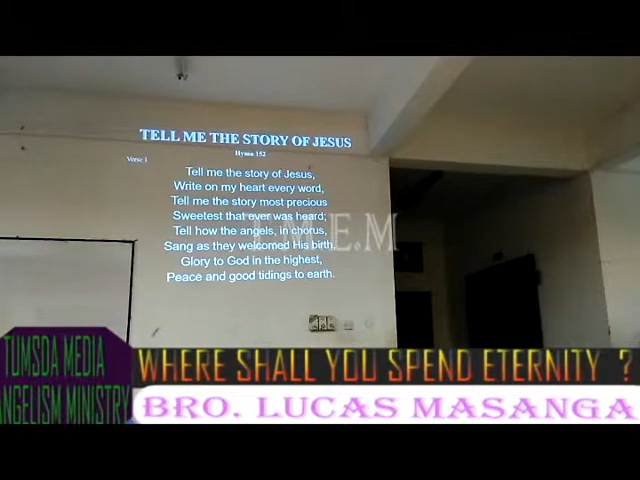 TELL ME THE STORY OF JESUS
Hymn 152
Verse 1
Tell me the story of Jesus,
Write on my heart every word,
Tell me the story most precious
Sweetest that ever was heard;
Tell how the angels, in chorus,
Sang as they welcomed His birth,
Glory to God in the highest,
Peace and good tidings to earth.
T.M.E.M
TUMSDA MEDIA
ANGELISM MINISTRY
WHERE SHALL YOU SPEND ETERNITY ?
BRO. LUCAS MASANGA